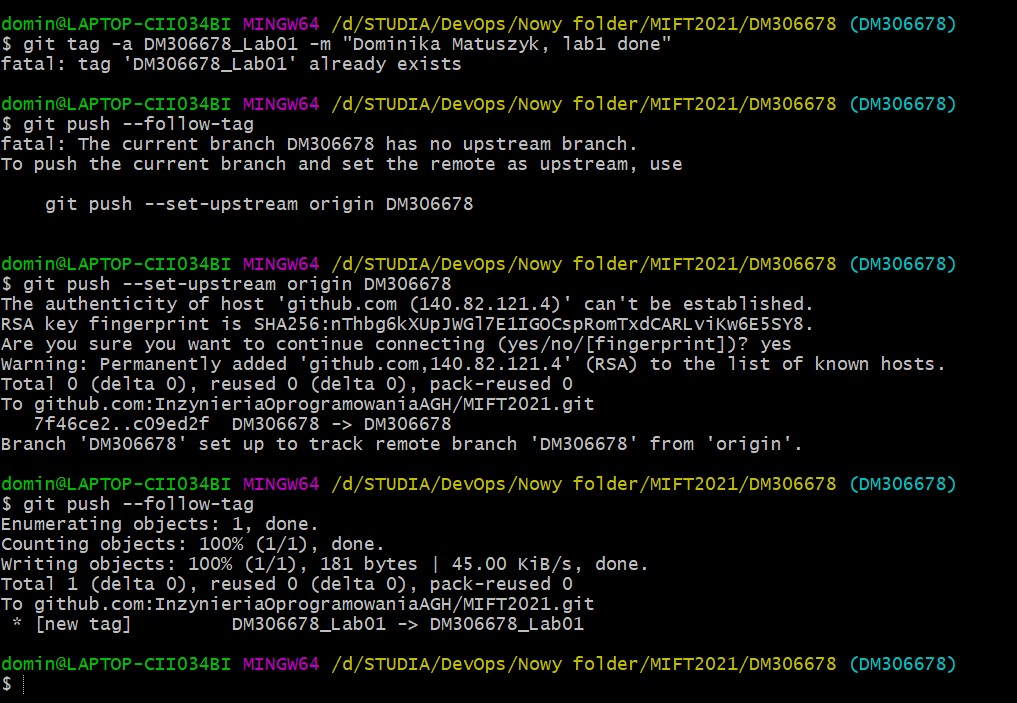 domin@LAPTOP-CII034BI MINGW64 /d/STUDIA/DevOps/Nowy folder/MIFT2021/DM306678 (DM306678)
$ git tag -a DM306678_Lab01 -m "Dominika Matuszyk, lab1 done"
fatal: tag 'DM306678_Lab01' already exists
domin@LAPTOP-CII034BI MINGW64 /d/STUDIA/DevOps/Nowy folder/MIFT2021/DM306678 (DM306678)
$ git push --follow-tag
fatal: The current branch DM306678 has no upstream branch.
To push the current branch and set the remote as upstream, use
git push --set-upstream origin DM306678
domin@LAPTOP-CII034BI MINGW64 /d/STUDIA/DevOps/Nowy folder/MIFT2021/DM306678 (DM306678)
$ git push --set-upstream origin DM306678
The authenticity of host 'github.com (140.82.121.4)' can't be established.
RSA key fingerprint is SHA256:nThbg6kXUpJWGl7E1IGOCspRomTxdCARLviKw6E5SY8.
Are you sure you want to continue connecting (yes/no/[fingerprint])? yes
Warning: Permanently added 'github.com,140.82.121.4' (RSA) to the list of known hosts.
Total 0 (delta 0), reused 0 (delta 0), pack-reused 0
To github.com:InzynieriaOprogramowaniaAGH/MIFT2021.git
7f46ce2..c09ed2f  DM306678 -> DM306678
Branch 'DM306678' set up to track remote branch 'DM306678' from 'origin'.
domin@LAPTOP-CII034BI MINGW64 /d/STUDIA/DevOps/Nowy folder/MIFT2021/DM306678 (DM306678)
$ git push --follow-tag
Enumerating objects: 1, done.
Counting objects: 100% (1/1), done.
Writing objects: 100% (1/1), 181 bytes | 45.00 KiB/s, done.
Total 1 (delta 0), reused 0 (delta 0), pack-reused 0
To github.com:InzynieriaOprogramowaniaAGH/MIFT2021.git
* [new tag]         DM306678_Lab01 -> DM306678_Lab01
domin@LAPTOP-CII034BI MINGW64 /d/STUDIA/DevOps/Nowy folder/MIFT2021/DM306678 (DM306678)
$